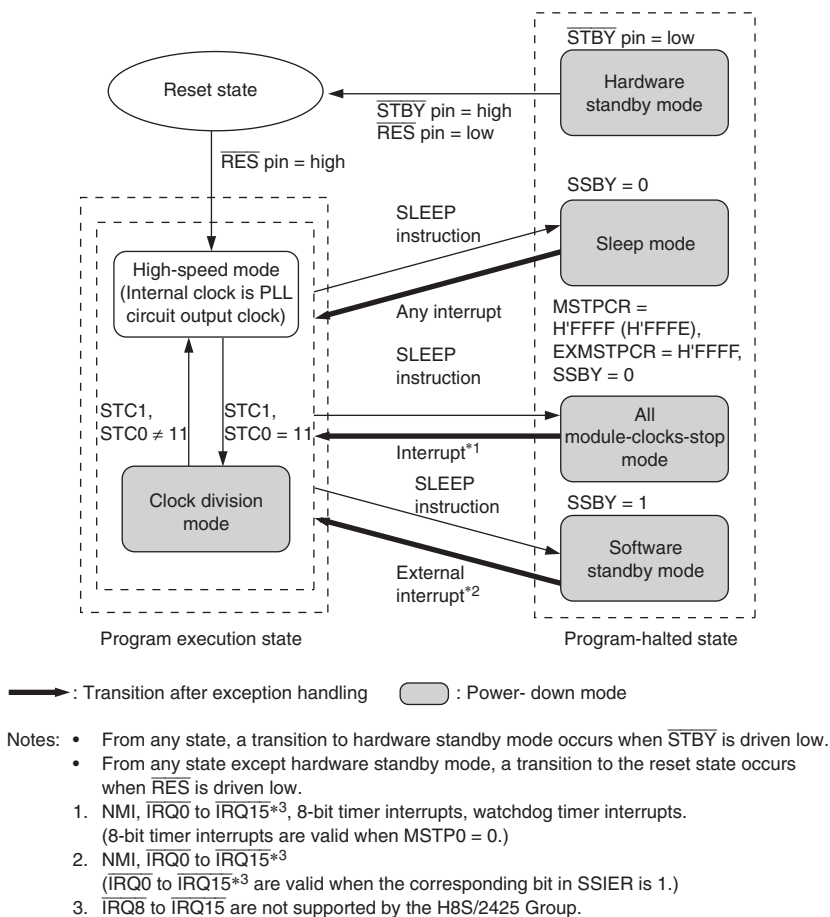 STBY pin = low
Hardware
standby mode
Reset state
STBY pin = high
RES pin = low
RES pin = high
SSBY = 0
SLEEP
instruction
Sleep mode
High-speed mode
(Internal clock is PLL
circuit output clock)
Any interrupt
MSTPCR =
H'FFFF (H'FFFE),
EXMSTPCR = H'FFFF,
SSBY = 0
SLEEP
instruction
STC1,
STC0 ≠ 11
STC1,
STC0 = 11
All
module-clocks-stop
mode
Interrupt*1
SLEEP
instruction
Clock division
mode
SSBY = 1
Software
standby mode
External
interrupt*2
Program execution state
Program-halted state
: Transition after exception handling
: Power- down mode
Notes: • From any state, a transition to hardware standby mode occurs when STBY is driven low.
• From any state except hardware standby mode, a transition to the reset state occurs
when RES is driven low.
1. NMI, IRQ0 to IRQ15*3, 8-bit timer interrupts, watchdog timer interrupts.
(8-bit timer interrupts are valid when MSTP0 = 0.)
2. NMI, IRQ0 to IRQ15*3
(IRQ0 to IRQ15*3 are valid when the corresponding bit in SSIER is 1.)
3. IRQ8 to IRQ15 are not supported by the H8S/2425 Group.